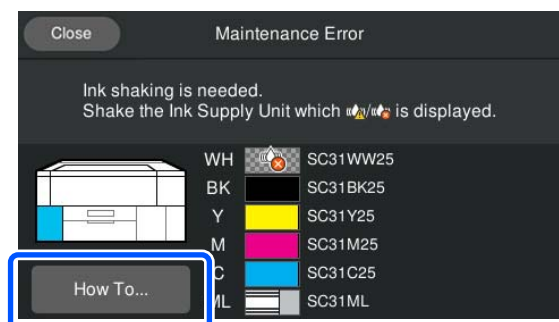 Close
Maintenance Error
Ink shaking is needed.
Shake the Ink Supply Unit which / is displayed.
WH SC31WW25
BK SC31BK25
Y SC31Y25
M SC31M25
C SC31C25
ML SC31ML
How To...